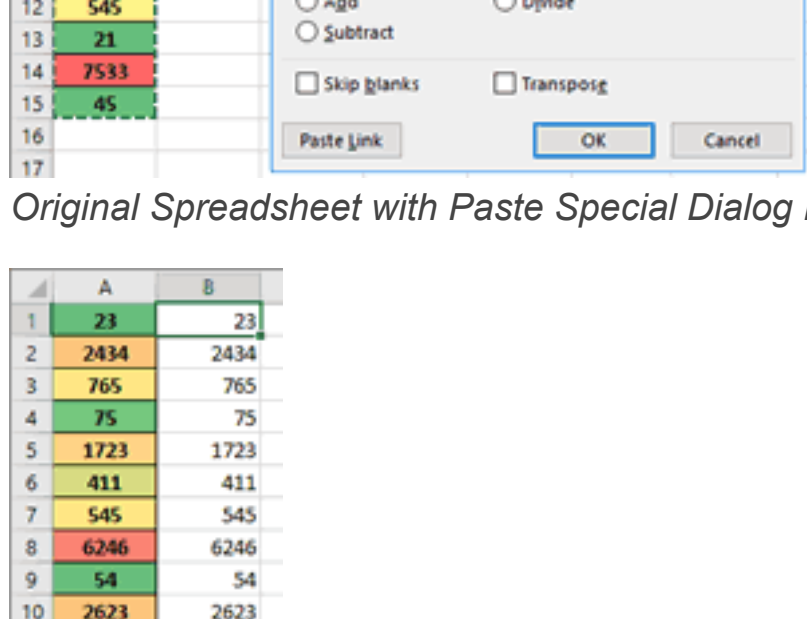 12 545 Add Divide
13 21 Subtract
14 7533 Skip blanks Transpose
15 45
16 Paste Link OK Cancel
17
Original Spreadsheet with Paste Special Dialog
A B
1 23 23
2 2434 2434
3 765 765
4 75 75
5 1723 1723
6 411 411
7 545 545
8 6246 6246
9 54 54
10 2623 2623